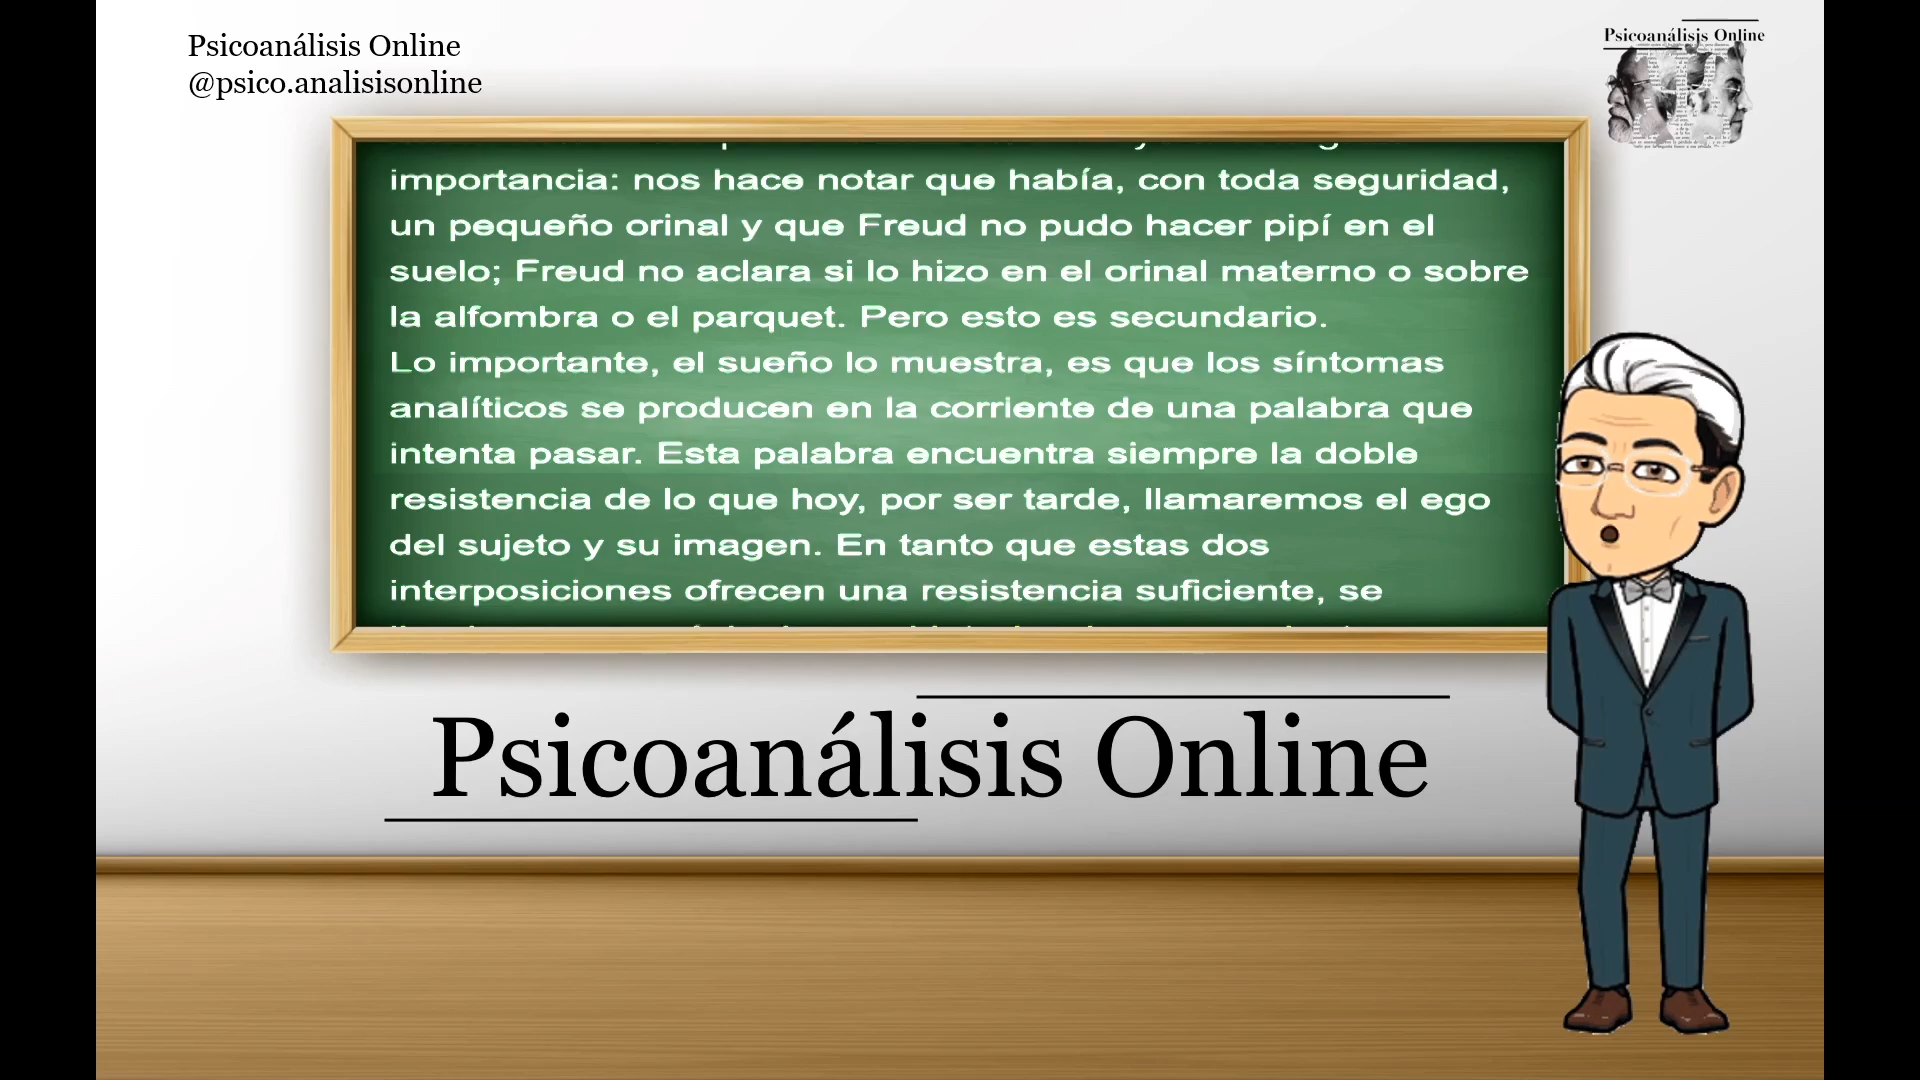 Psicoanálisis Online
@psico.analisisonline
Psicoanálisis Online
importancia: nos hace notar que había, con toda seguridad,
un pequeño orinal y que Freud no pudo hacer pipí en el
suelo; Freud no aclara si lo hizo en el orinal materno o sobre
la alfombra o el parquet. Pero esto es secundario.
Lo importante, el sueño lo muestra, es que los síntomas
analíticos se producen en la corriente de una palabra que
intenta pasar. Esta palabra encuentra siempre la doble
resistencia de lo que hoy, por ser tarde, llamaremos el ego
del sujeto y su imagen. En tanto que estas dos
interposiciones ofrecen una resistencia suficiente, se
Psicoanálisis Online